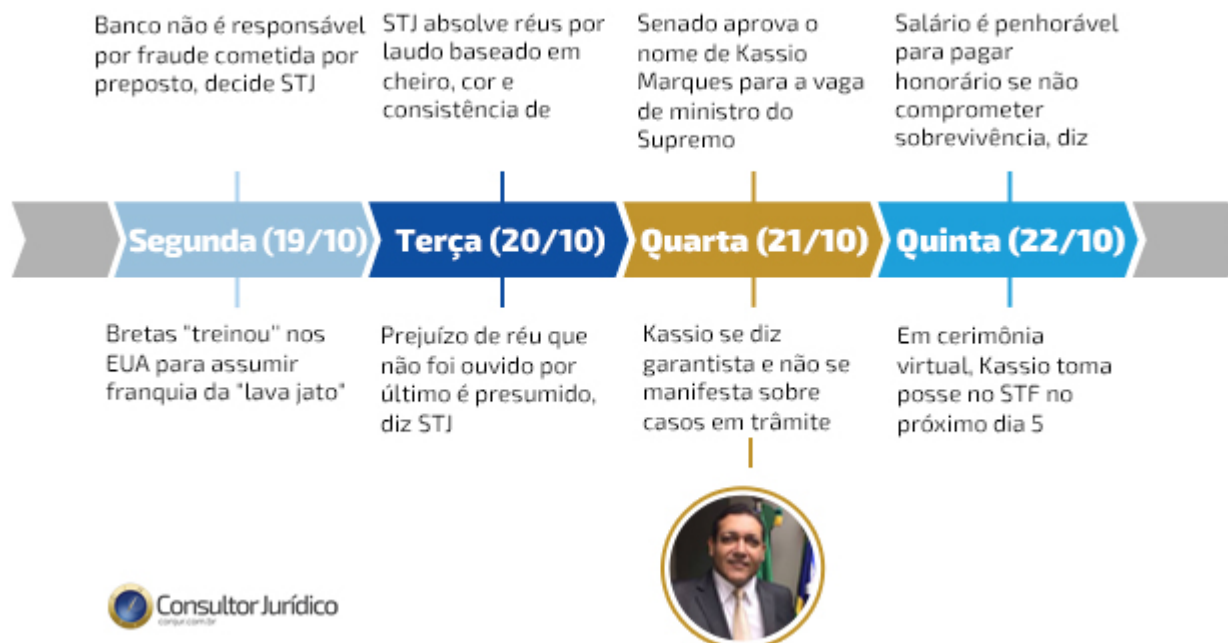 Banco não é responsável
por fraude cometida por
preposto, decide STJ
STJ absolve réus por
laudo baseado em
cheiro, cor e
consistência de
Senado aprova o
nome de Kassio
Marques para a vaga
de ministro do
Supremo
Salário é penhorável
para pagar
honorário se não
comprometer
sobrevivência, diz
Segunda (19/10)
Terça (20/10)
Quarta (21/10)
Quinta (22/10)
Bretas "treinou" nos
EUA para assumir
franquia da "lava jato"
Prejuízo de réu que
não foi ouvido por
último é presumido,
diz STJ
Kassio se diz
garantista e não se
manifesta sobre
casos em trâmite
Em cerimônia
virtual, Kassio toma
posse no STF no
próximo dia 5
Consultor Jurídico
conjur.com.br